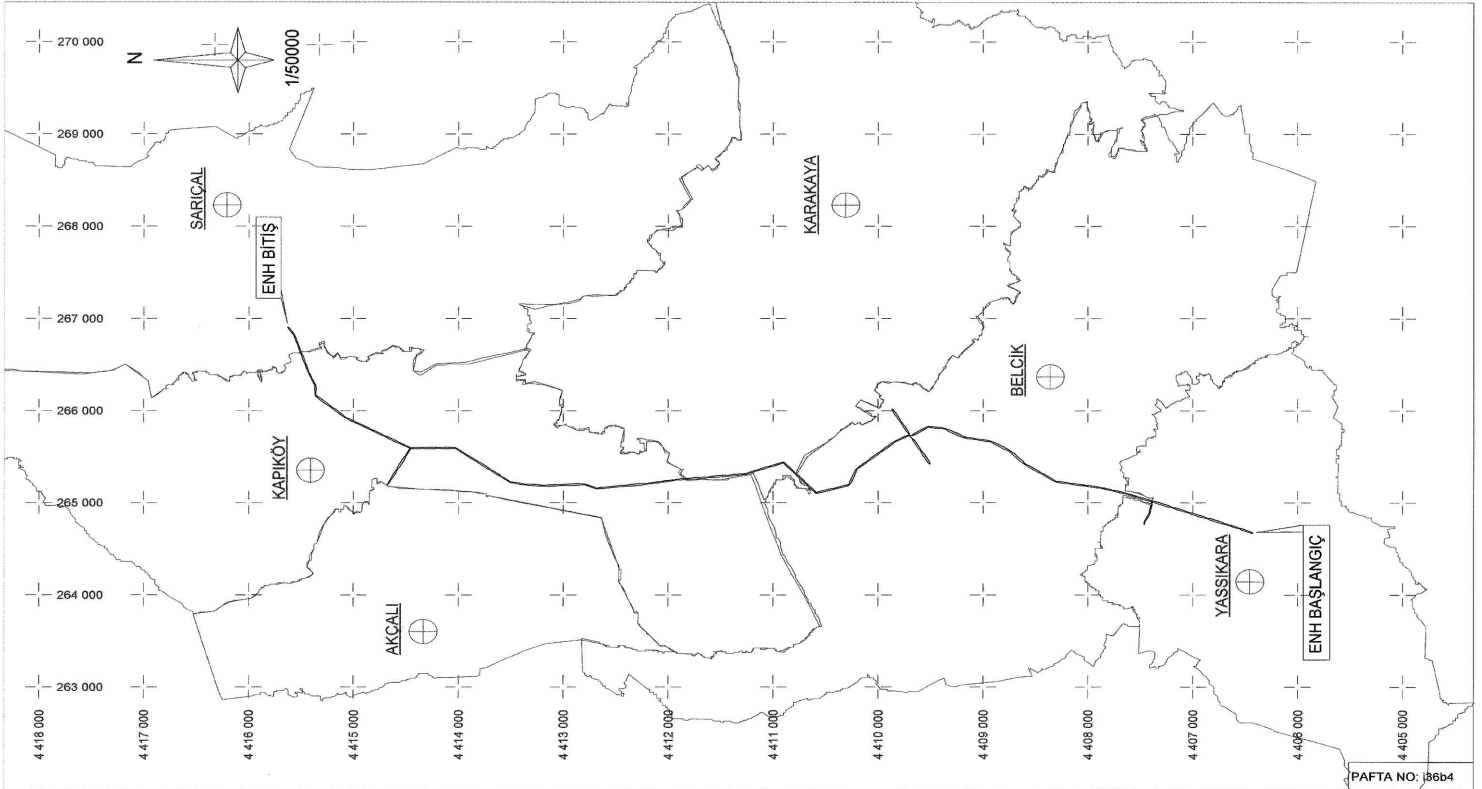 270 000
269 000
268 000
267 000
266 000
265 000
264 000
263 000
N
1/50000
SARIÇAL
ENH BİTİŞ
KAPIKÖY
AKÇALI
KARAKAYA
BELCİK
YASSIKARA
ENH BAŞLANGIÇ
4 418 000
4 417 000
4 416 000
4 415 000
4 414 000
4 413 000
4 412 000
4 411 000
4 410 000
4 409 000
4 408 000
4 407 000
4 406 000
4 405 000
PAFTA NO: i36b4